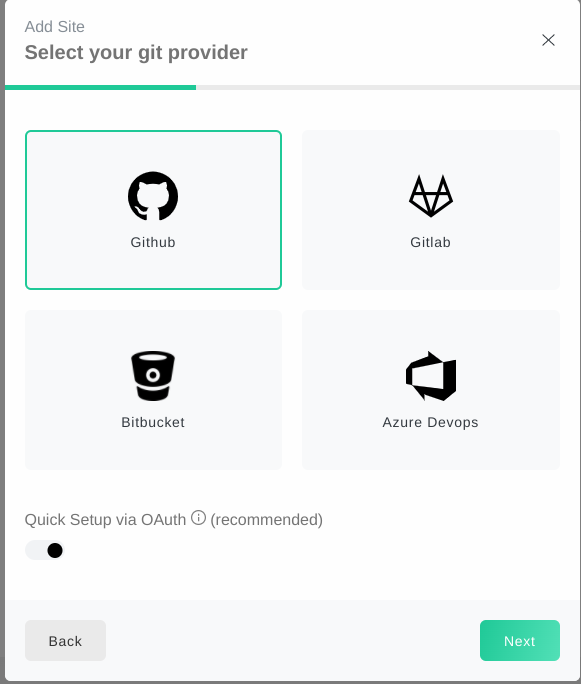 Add Site
Select your git provider
Github
Gitlab
Bitbucket
Azure Devops
Quick Setup via OAuth (recommended)
Back
Next